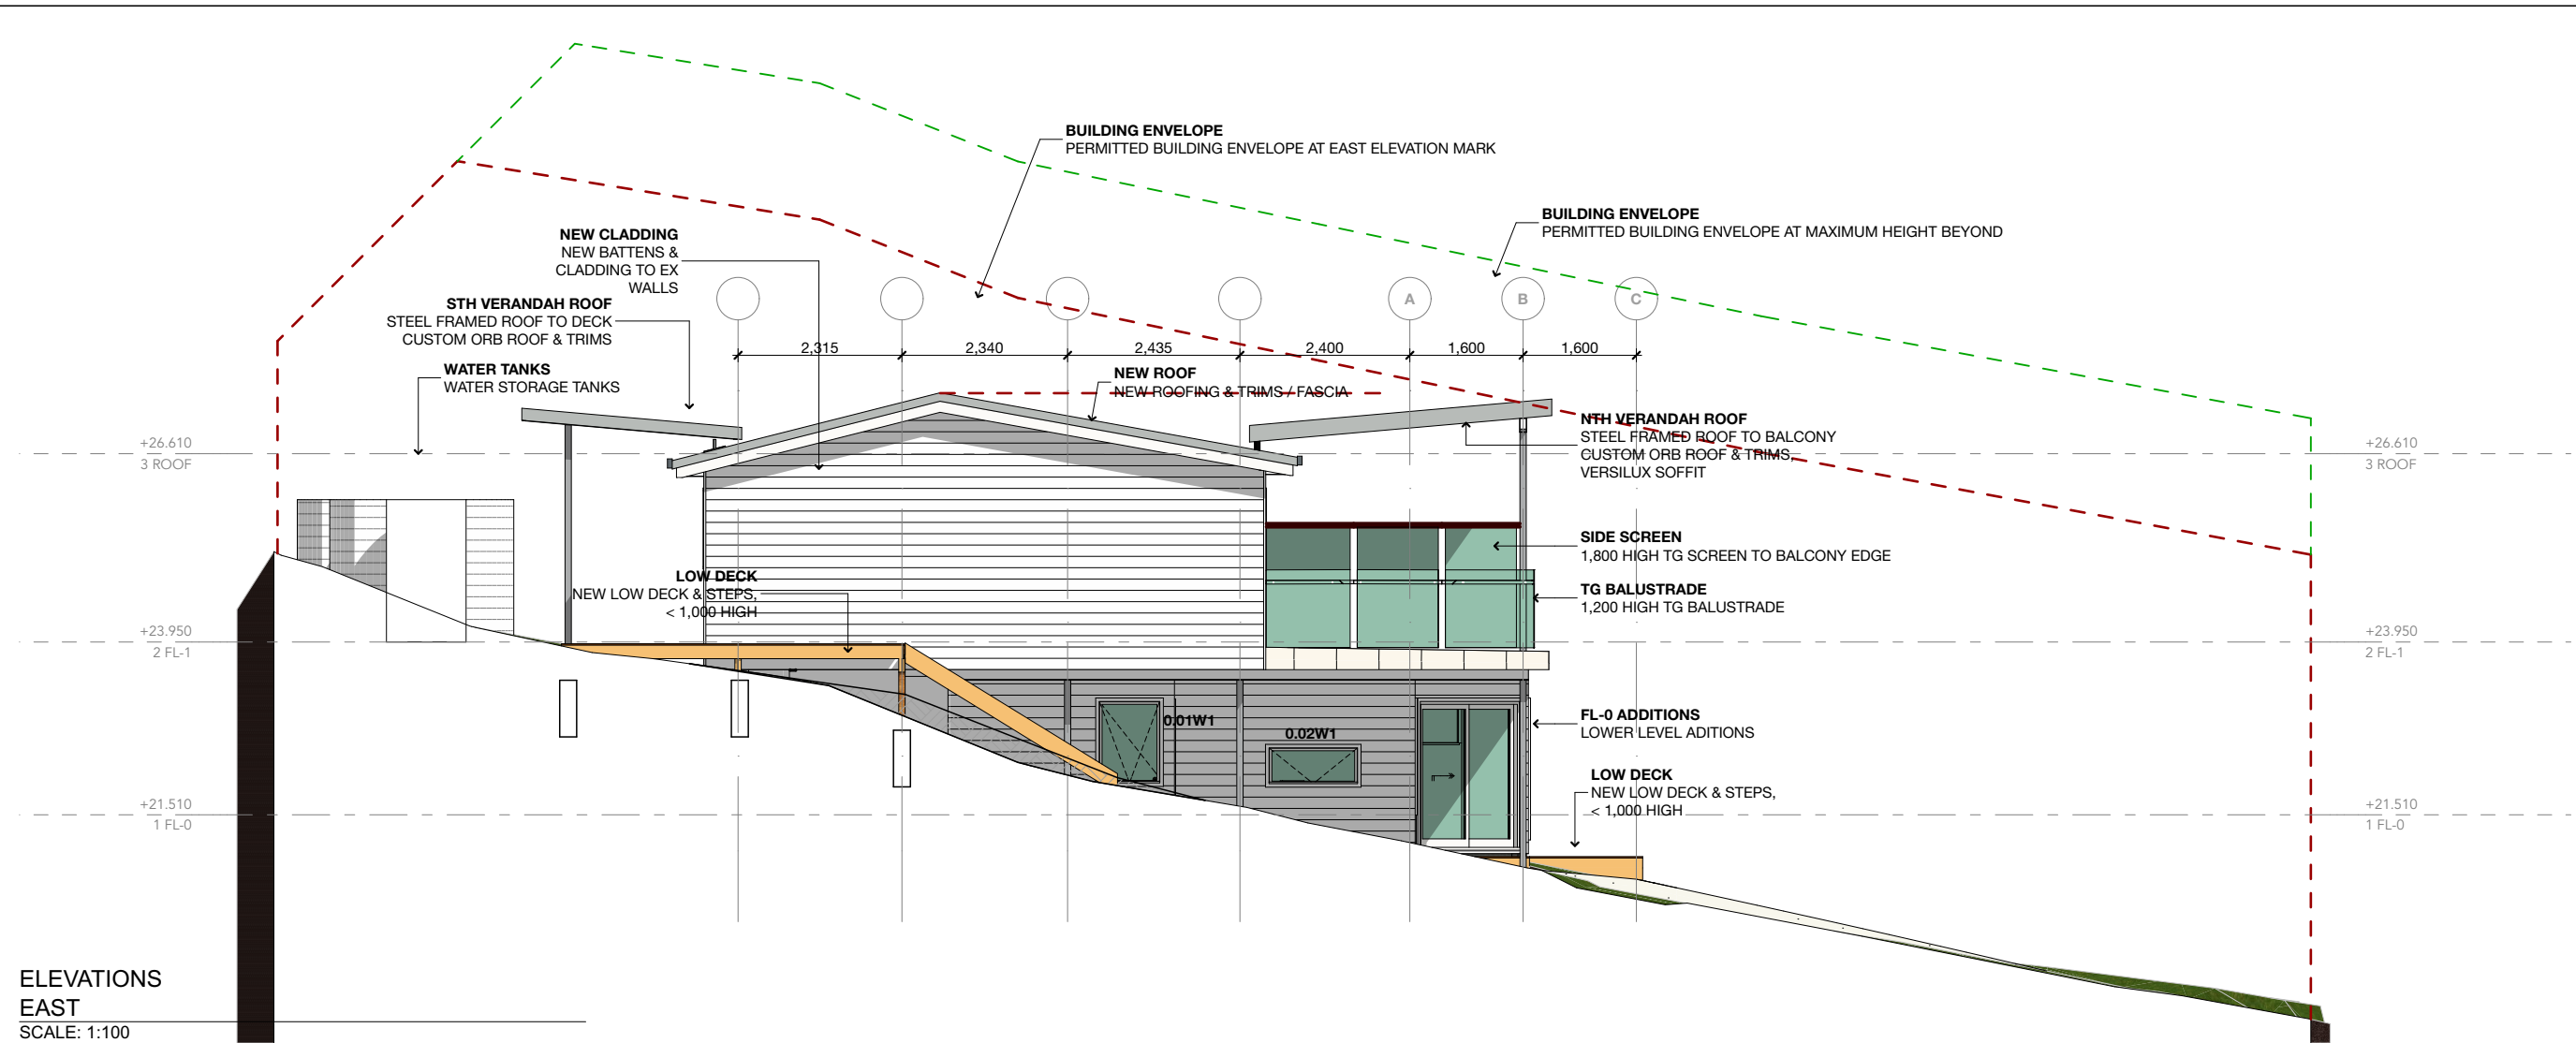 BUILDING ENVELOPE
PERMITTED BUILDING ENVELOPE AT EAST ELEVATION MARK
BUILDING ENVELOPE
PERMITTED BUILDING ENVELOPE AT MAXIMUM HEIGHT BEYOND
NEW CLADDING
NEW BATTENS &
CLADDING TO EX
WALLS
STH VERANDAH ROOF
STEEL FRAMED ROOF TO DECK
CUSTOM ORB ROOF & TRIMS
WATER TANKS
WATER STORAGE TANKS
A
B
C
2,315
2,340
2,435
2,400
1,600
1,600
NEW ROOF
NEW ROOFING & TRIMS / FASCIA
NTH VERANDAH ROOF
STEEL FRAMED ROOF TO BALCONY
CUSTOM ORB ROOF & TRIMS,
VERSILUX SOFFIT
+26.610
3 ROOF
+26.610
3 ROOF
SIDE SCREEN
1,800 HIGH TG SCREEN TO BALCONY EDGE
TG BALUSTRADE
1,200 HIGH TG BALUSTRADE
LOW DECK
NEW LOW DECK & STEPS,
< 1,000 HIGH
+23.950
2 FL-1
+23.950
2 FL-1
0.01W1
0.02W1
FL-0 ADDITIONS
LOWER LEVEL ADITIONS
LOW DECK
NEW LOW DECK & STEPS,
< 1,000 HIGH
+21.510
1 FL-0
+21.510
1 FL-0
ELEVATIONS
EAST
SCALE: 1:100